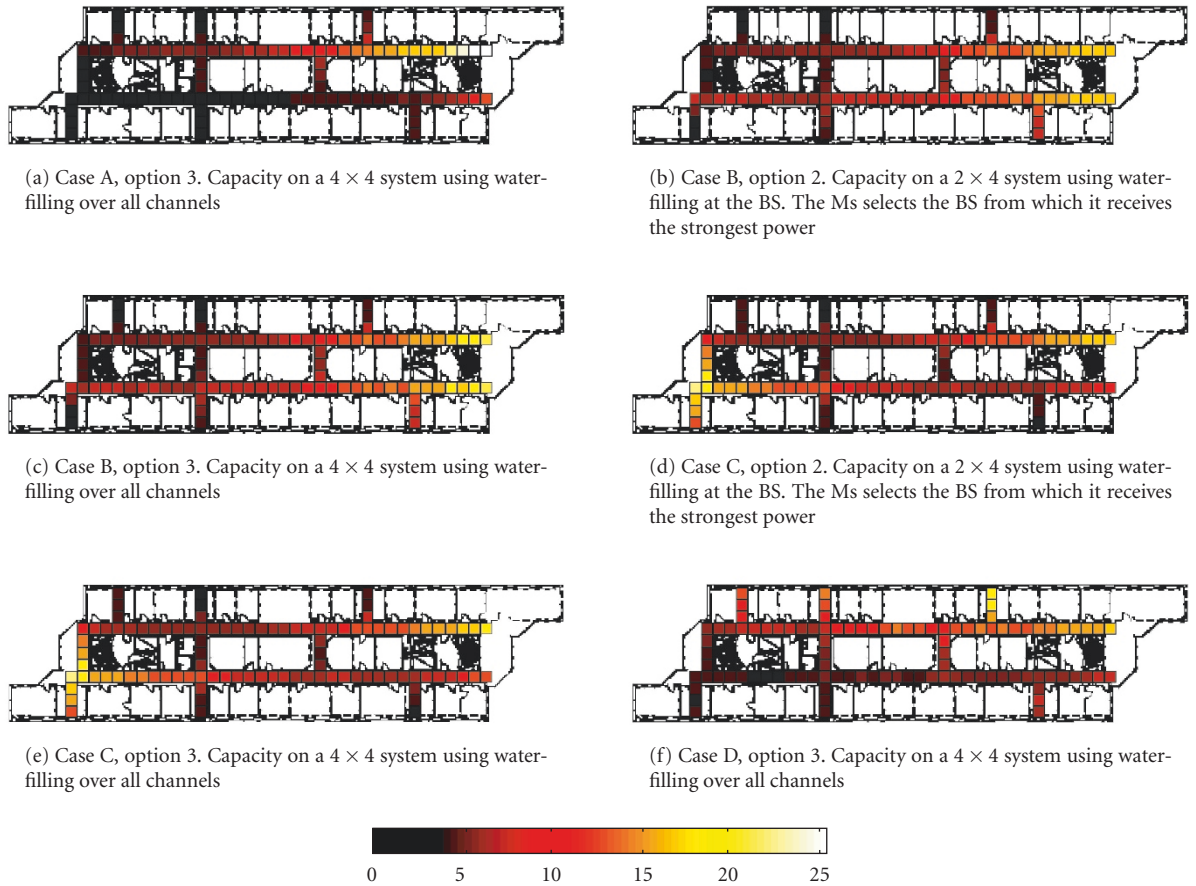 (a) Case A, option 3. Capacity on a 4 × 4 system using water-
filling over all channels
(b) Case B, option 2. Capacity on a 2 × 4 system using water-
filling at the BS. The Ms selects the BS from which it receives
the strongest power
(c) Case B, option 3. Capacity on a 4 × 4 system using water-
filling over all channels
(d) Case C, option 2. Capacity on a 2 × 4 system using water-
filling at the BS. The Ms selects the BS from which it receives
the strongest power
(e) Case C, option 3. Capacity on a 4 × 4 system using water-
filling over all channels
(f) Case D, option 3. Capacity on a 4 × 4 system using water-
filling over all channels
0 5 10 15 20 25